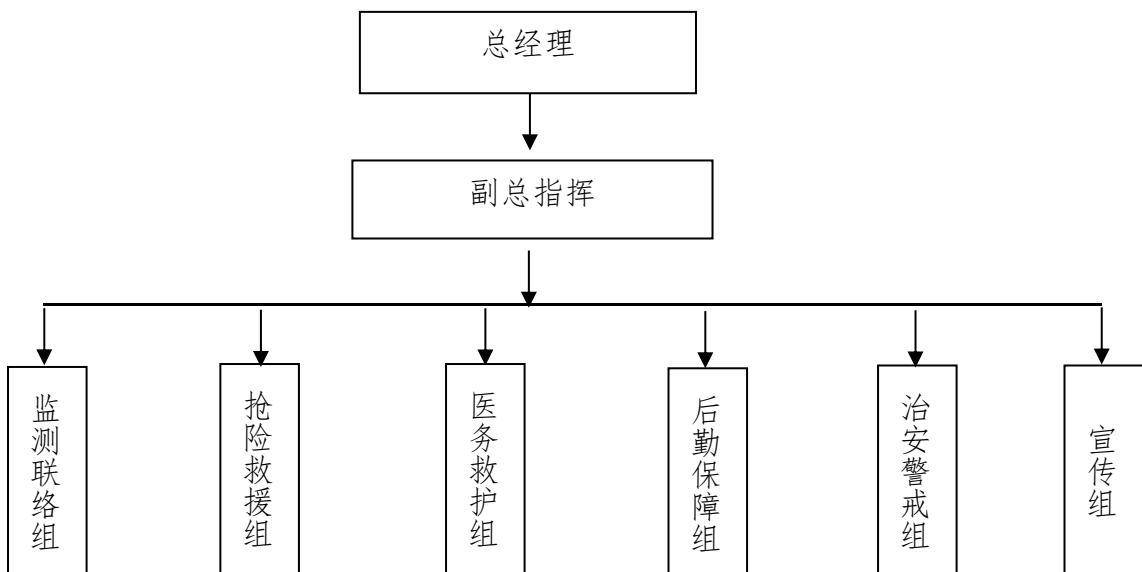 总经理
副总指挥
监测联络组
抢险救援组
医务救护组
后勤保障组
治安警戒组
宣传组